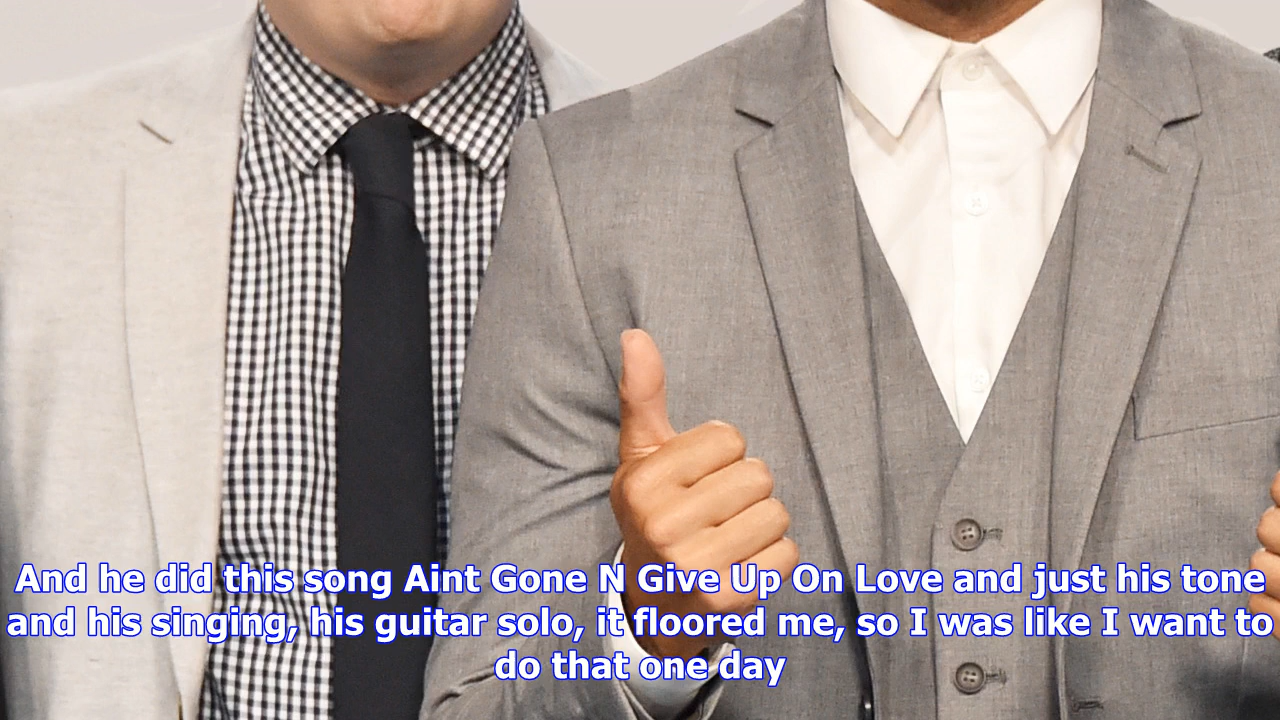 And he did this song Aint Gone N Give Up On Love and just his tone
and his singing, his guitar solo, it floored me, so I was like I want to
do that one day